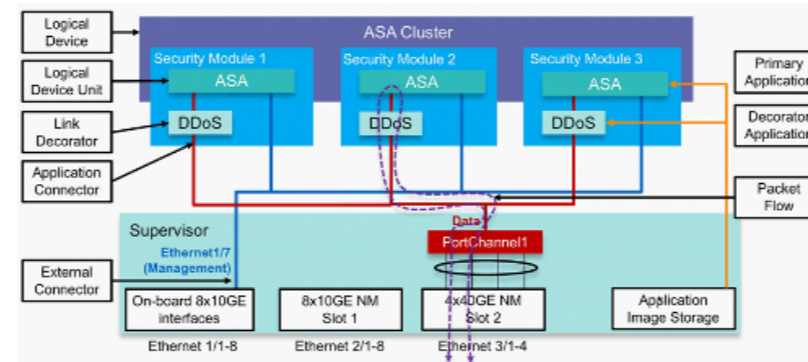 Logical
Device
ASA Cluster
Security Module 1
Security Module 2
Security Module 3
Logical
Device Unit
ASA
ASA
ASA
Primary
Application
Link
Decorator
DDoS
DDoS
DDoS
Decorator
Application
Application
Connector
Packet
Flow
Supervisor
Data
Ethernet1/7
(Management)
PortChannel1
External
Connector
On-board 8x10GE
interfaces
8x10GE NM
Slot 1
4x40GE NM
Slot 2
Application
Image Storage
Ethernet 1/1-8
Ethernet 2/1-8
Ethernet 3/1-4